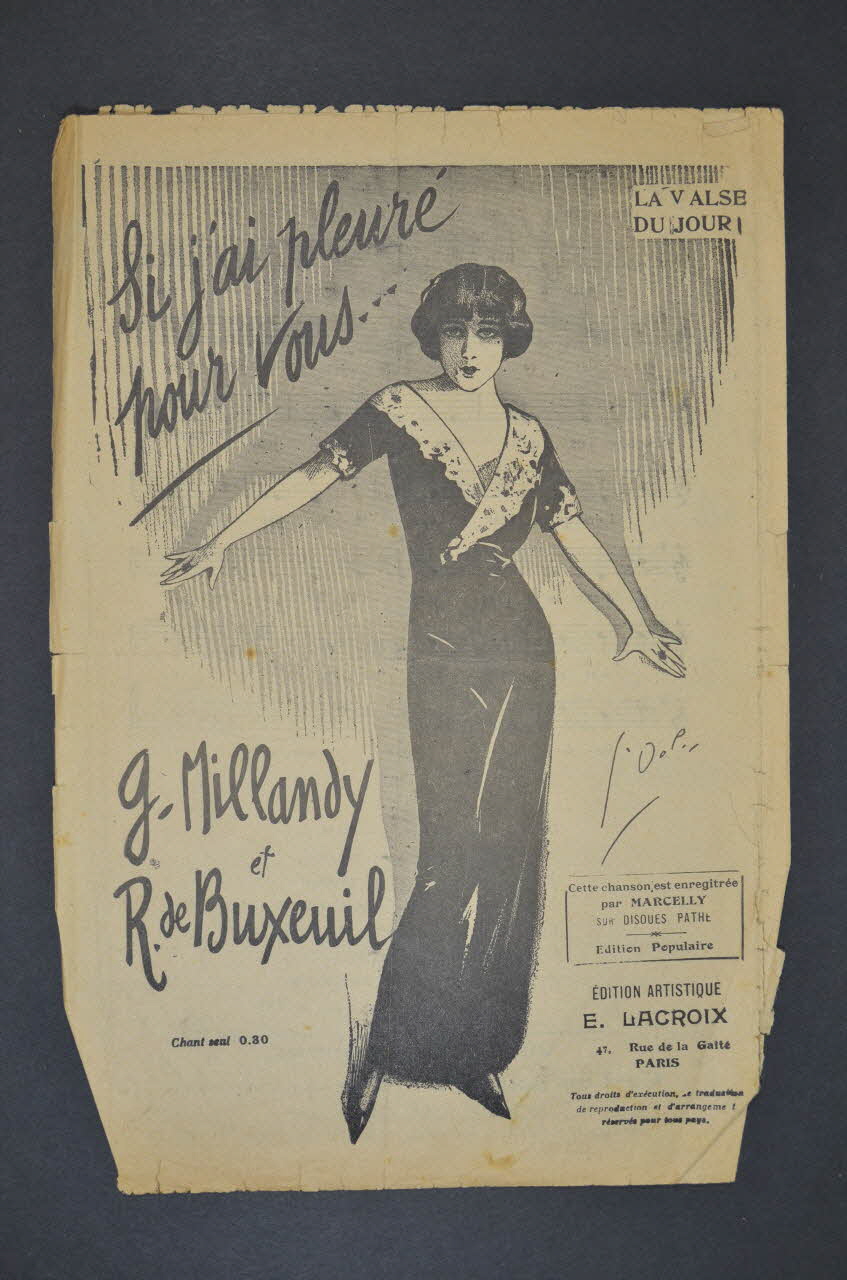 LA VALSE
DU JOUR
Si j'ai pleuré
pour vous...
G. Millandy
et
R. de Buxeuil
Chant seul 0.30
Cette chanson est enregitrée
par MARCELLY
SUR DISQUES PATHE
Edition Populaire
ÉDITION ARTISTIQUE
E. LACROIX
47, Rue de la Gaîté
PARIS
Tous droits d'exécution, de traduction
de reproduction et d'arrangeme t
réservés pour tous pays.